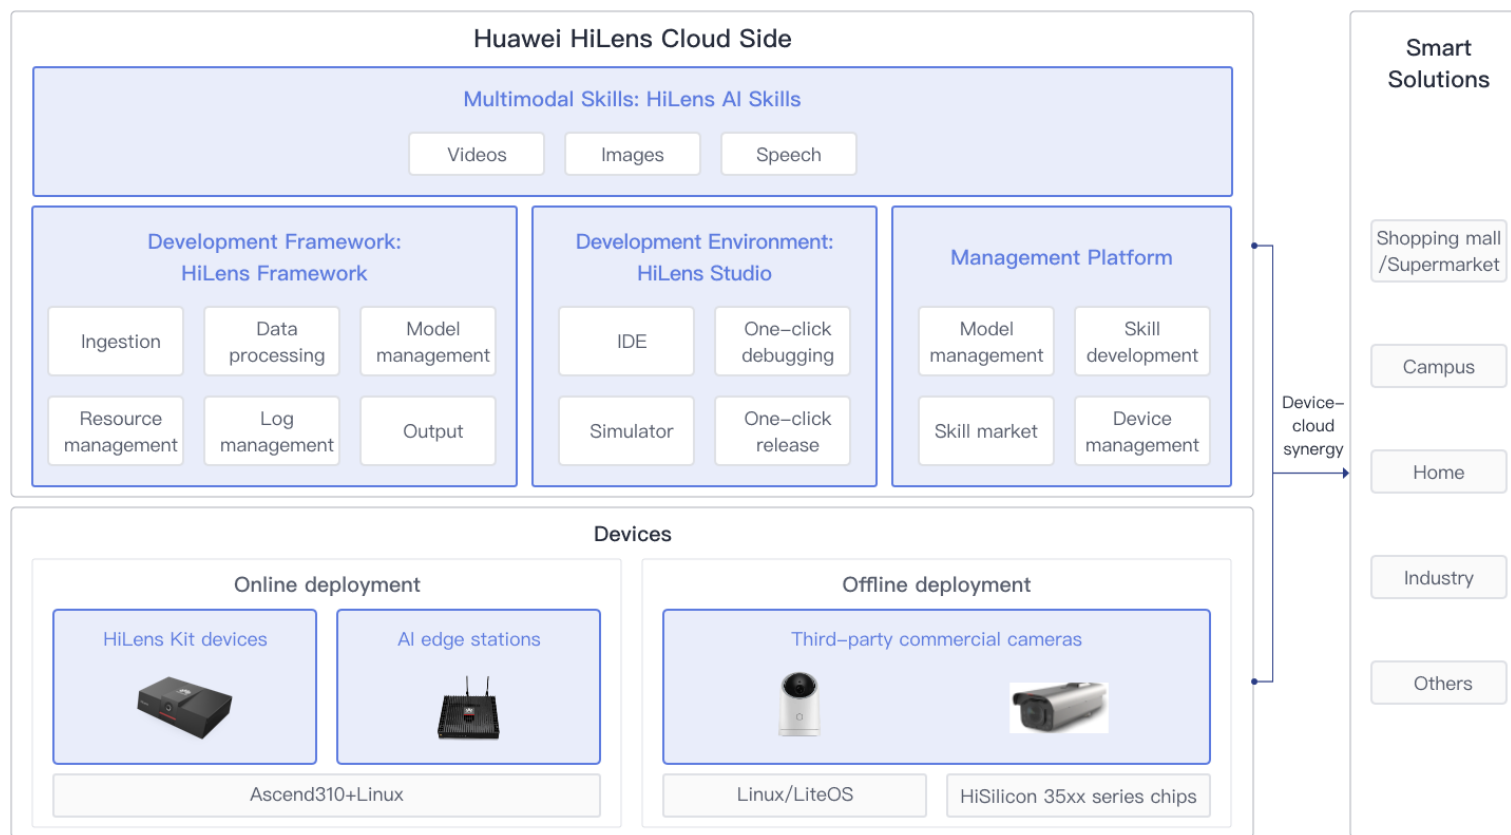 Huawei HiLens Cloud Side
Multimodal Skills: HiLens AI Skills
Videos
Images
Speech
Development Framework:
HiLens Framework
Ingestion
Data
processing
Model
management
Resource
management
Log
management
Output
Development Environment:
HiLens Studio
IDE
One-click
debugging
Simulator
One-click
release
Management Platform
Model
management
Skill
development
Skill market
Device
management
Devices
Online deployment
HiLens Kit devices
AI edge stations
Ascend310+Linux
Offline deployment
Third-party commercial cameras
Linux/LiteOS
HiSilicon 35xx series chips
Device-
cloud
synergy
Smart
Solutions
Shopping mall
/Supermarket
Campus
Home
Industry
Others